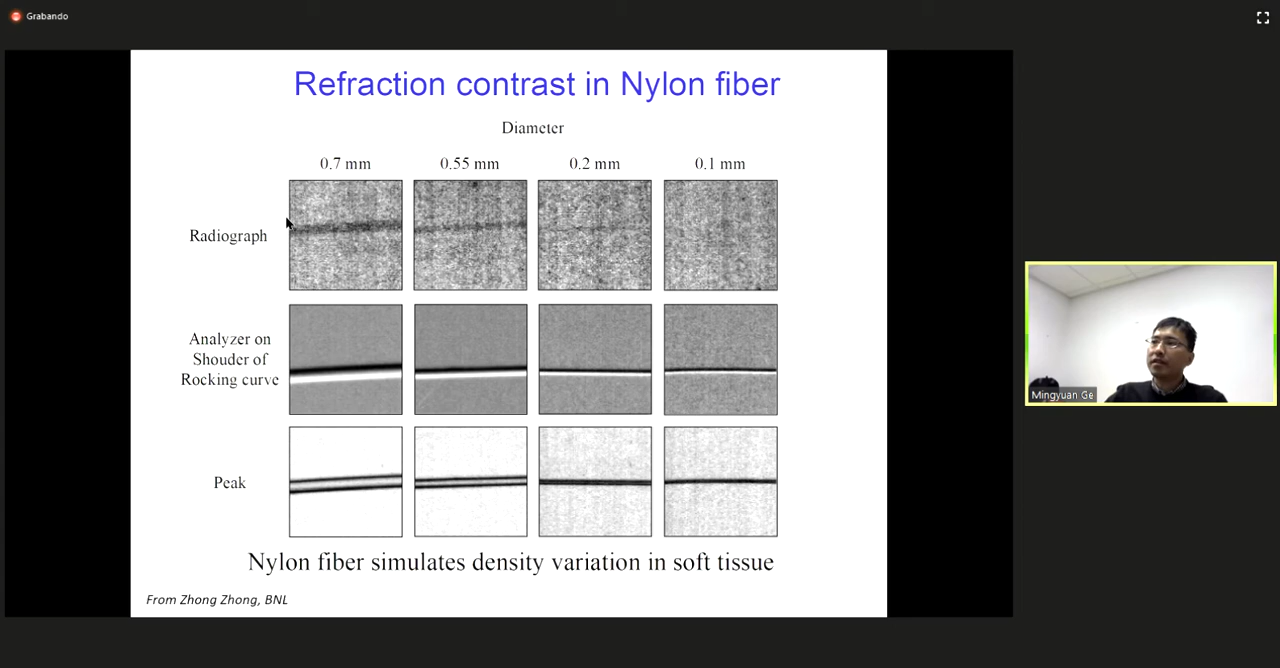 Grabando
Refraction contrast in Nylon fiber
Diameter
0.7 mm 0.55 mm 0.2 mm 0.1 mm
Radiograph
Analyzer on
Shouder of
Rocking curve
Peak
Nylon fiber simulates density variation in soft tissue
From Zhong Zhong, BNL
Mingyuan Ge